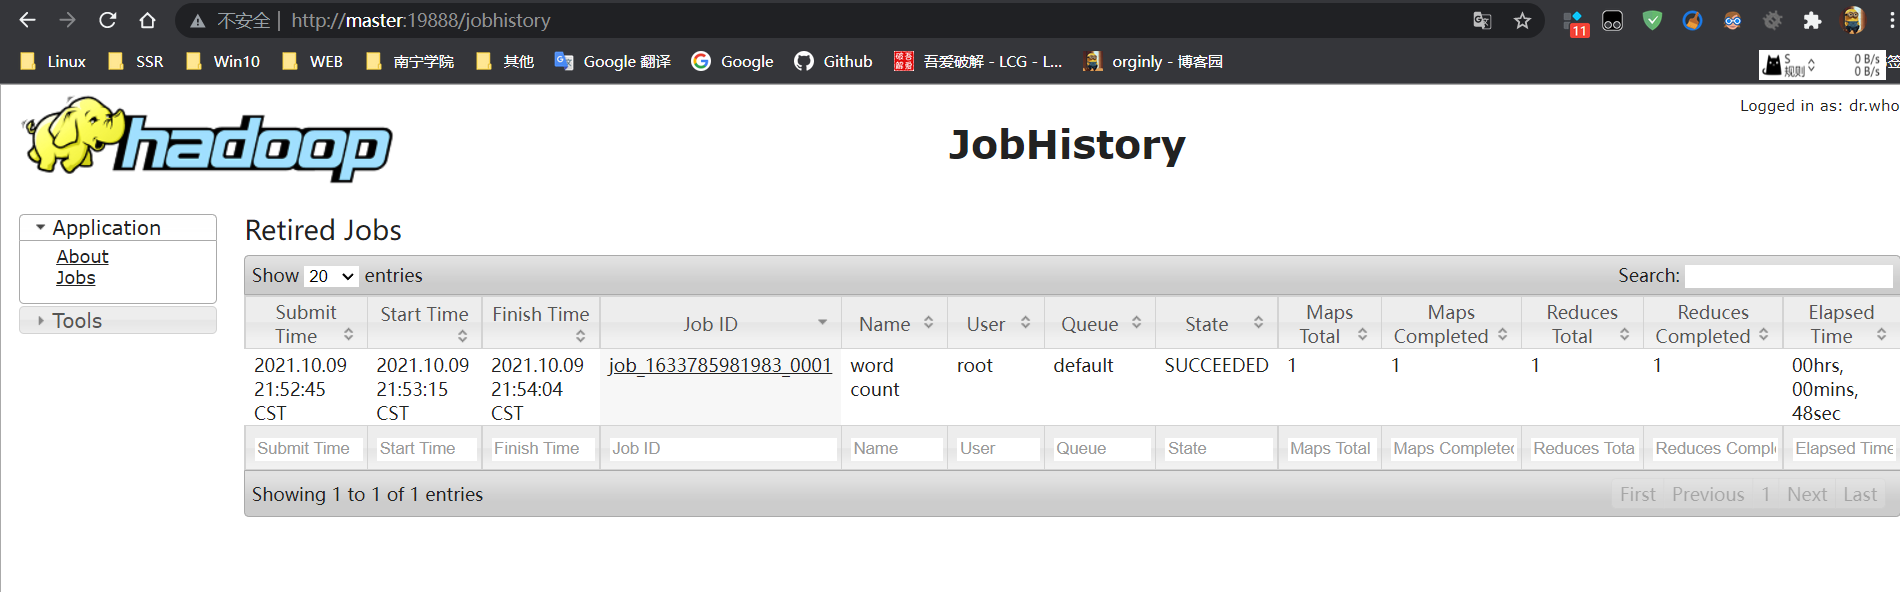 不安全 | http://master:19888/jobhistory
11
Linux SSR Win10 WEB 南宁学院 其他 Google 翻译 Google Github 吾爱破解 - LCG - L... orginly - 博客园
S 规则 0 B/s 0 B/s 签
Logged in as: dr.who
hadoop
JobHistory
Application
About
Jobs
Tools
Retired Jobs
Show 20 entries Search:
Submit Time Start Time Finish Time Job ID Name User Queue State Maps Total Maps Completed Reduces Total Reduces Completed Elapsed Time
2021.10.09 21:52:45 CST 2021.10.09 21:53:15 CST 2021.10.09 21:54:04 CST job_1633785981983_0001 word count root default SUCCEEDED 1 1 1 1 00hrs, 00mins, 48sec
Submit Time Start Time Finish Time Job ID Name User Queue State Maps Total Maps Completed Reduces Tota Reduces Compl Elapsed Time
Showing 1 to 1 of 1 entries First Previous 1 Next Last